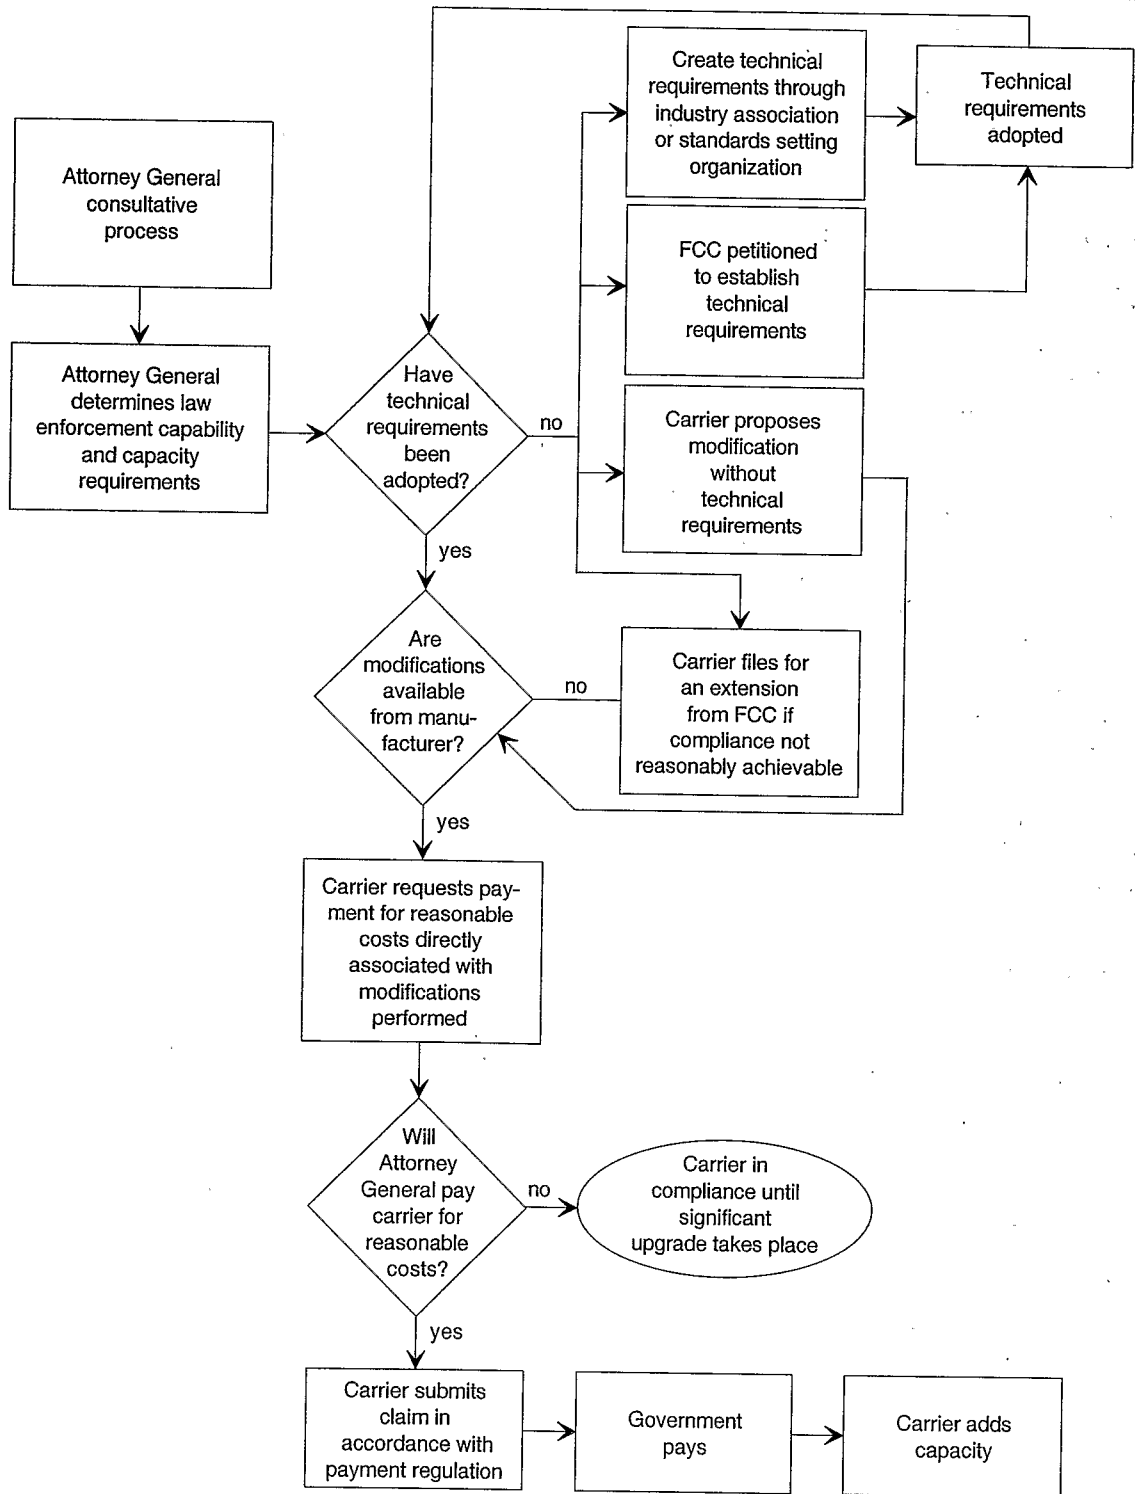 Attorney General
consultative
process
Attorney General
determines law
enforcement capability
and capacity
requirements
Have
technical
requirements
been
adopted?
no
yes
Create technical
requirements through
industry association
or standards setting
organization
Technical
requirements
adopted
FCC petitioned
to establish
technical
requirements
Carrier proposes
modification
without
technical
requirements
Carrier files for
an extension
from FCC if
compliance not
reasonably achievable
Are
modifications
available
from manu-
facturer?
no
yes
Carrier requests pay-
ment for reasonable
costs directly
associated with
modifications
performed
Will
Attorney
General pay
carrier for
reasonable
costs?
no
Carrier in
compliance until
significant
upgrade takes place
yes
Carrier submits
claim in
accordance with
payment regulation
Government
pays
Carrier adds
capacity